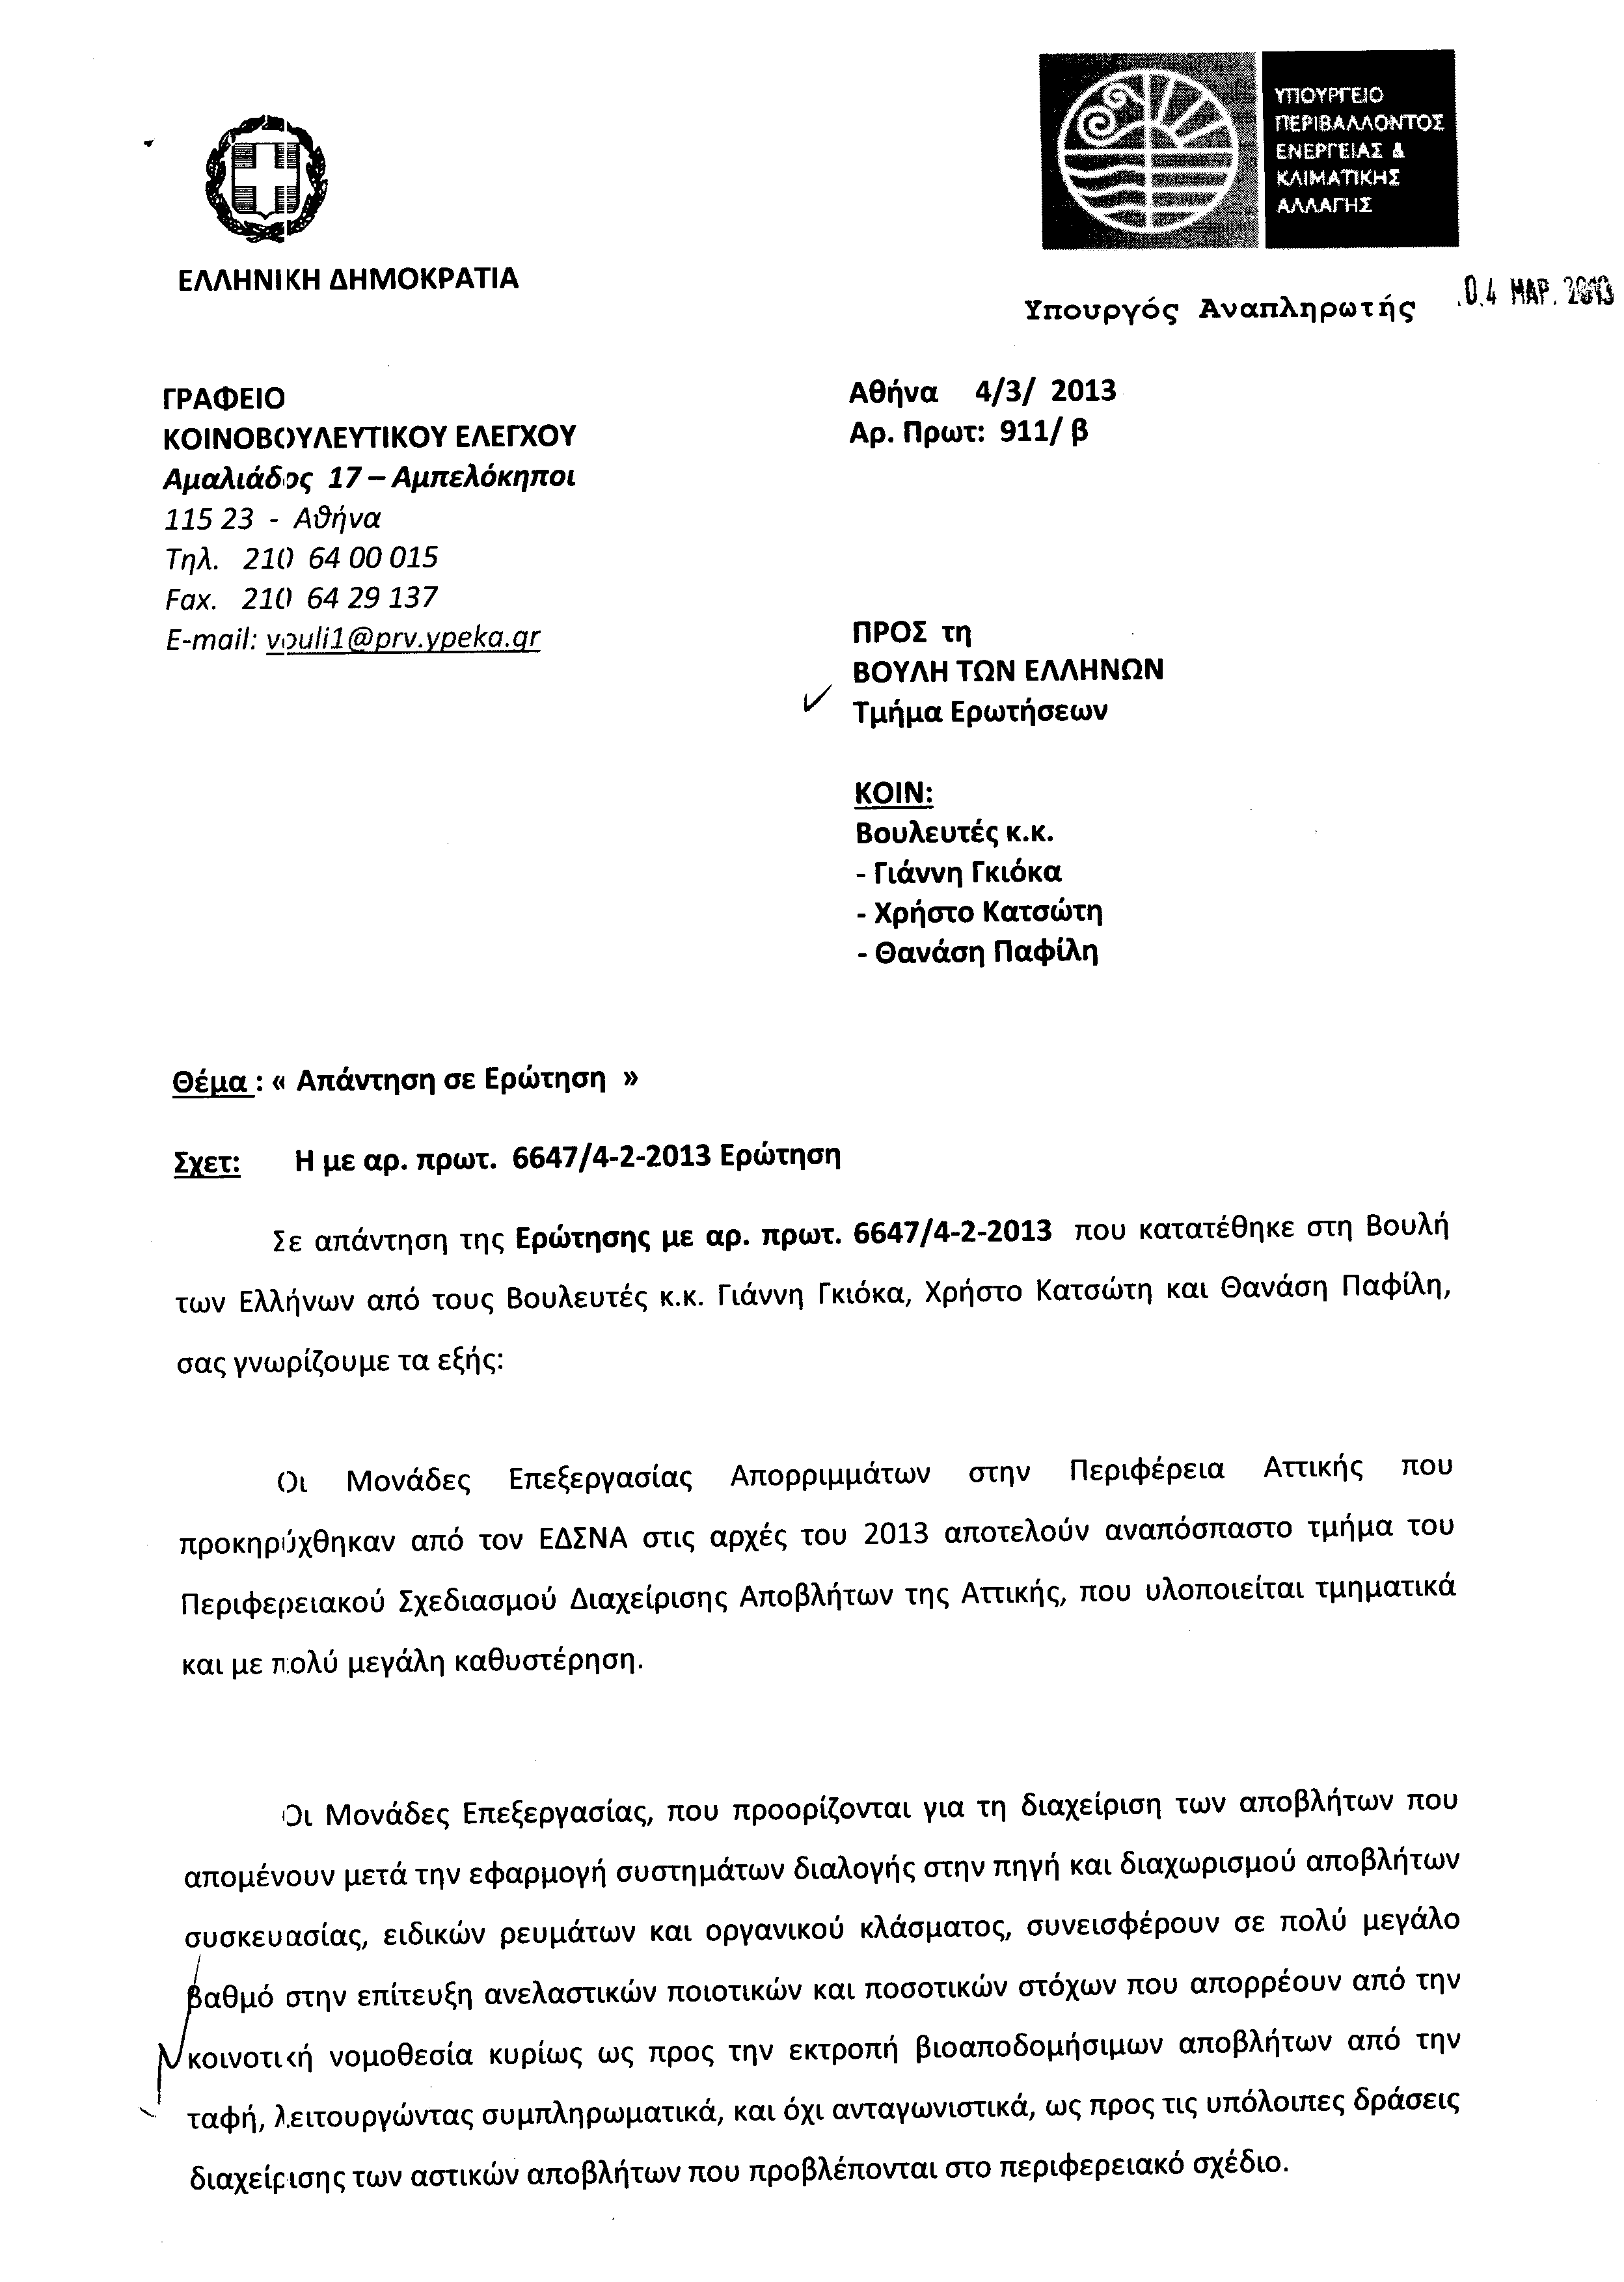 ΥΠΟΥΡΓΕΙΟ
ΠΕΡΙΒΑΛΛΟΝΤΟΣ
ΕΝΕΡΓΕΙΑΣ &
ΚΛΙΜΑΤΙΚΗΣ
ΑΛΛΑΓΗΣ
ΕΛΛΗΝΙΚΗ ΔΗΜΟΚΡΑΤΙΑ
Υπουργός Αναπληρωτής
04 ΜΑΡ. 2013
ΓΡΑΦΕΙΟ
ΚΟΙΝΟΒΟΥΛΕΥΤΙΚΟΥ ΕΛΕΓΧΟΥ
Αμαλιάδος 17 – Αμπελόκηποι
115 23 - Αθήνα
Τηλ. 210 64 00 015
Fax. 210 64 29 137
E-mail: vouli1@prv.ypeka.gr
Αθήνα 4/3/ 2013
Αρ. Πρωτ: 911/ β
ΠΡΟΣ τη
ΒΟΥΛΗ ΤΩΝ ΕΛΛΗΝΩΝ
Τμήμα Ερωτήσεων
ΚΟΙΝ:
Βουλευτές κ.κ.
- Γιάννη Γκιόκα
- Χρήστο Κατσώτη
- Θανάση Παφίλη
Θέμα : « Απάντηση σε Ερώτηση »
Σχετ: Η με αρ. πρωτ. 6647/4-2-2013 Ερώτηση
Σε απάντηση της Ερώτησης με αρ. πρωτ. 6647/4-2-2013 που κατατέθηκε στη Βουλή
των Ελλήνων από τους Βουλευτές κ.κ. Γιάννη Γκιόκα, Χρήστο Κατσώτη και Θανάση Παφίλη,
σας γνωρίζουμε τα εξής:
Οι Μονάδες Επεξεργασίας Απορριμμάτων στην Περιφέρεια Αττικής που
προκηρύχθηκαν από τον ΕΔΣΝΑ στις αρχές του 2013 αποτελούν αναπόσπαστο τμήμα του
Περιφερειακού Σχεδιασμού Διαχείρισης Αποβλήτων της Αττικής, που υλοποιείται τμηματικά
και με πολύ μεγάλη καθυστέρηση.
Οι Μονάδες Επεξεργασίας, που προορίζονται για τη διαχείριση των αποβλήτων που
απομένουν μετά την εφαρμογή συστημάτων διαλογής στην πηγή και διαχωρισμού αποβλήτων
συσκευασίας, ειδικών ρευμάτων και οργανικού κλάσματος, συνεισφέρουν σε πολύ μεγάλο
βαθμό στην επίτευξη ανελαστικών ποιοτικών και ποσοτικών στόχων που απορρέουν από την
κοινοτική νομοθεσία κυρίως ως προς την εκτροπή βιοαποδομήσιμων αποβλήτων από την
ταφή, λειτουργώντας συμπληρωματικά, και όχι ανταγωνιστικά, ως προς τις υπόλοιπες δράσεις
διαχείρισης των αστικών αποβλήτων που προβλέπονται στο περιφερειακό σχέδιο.